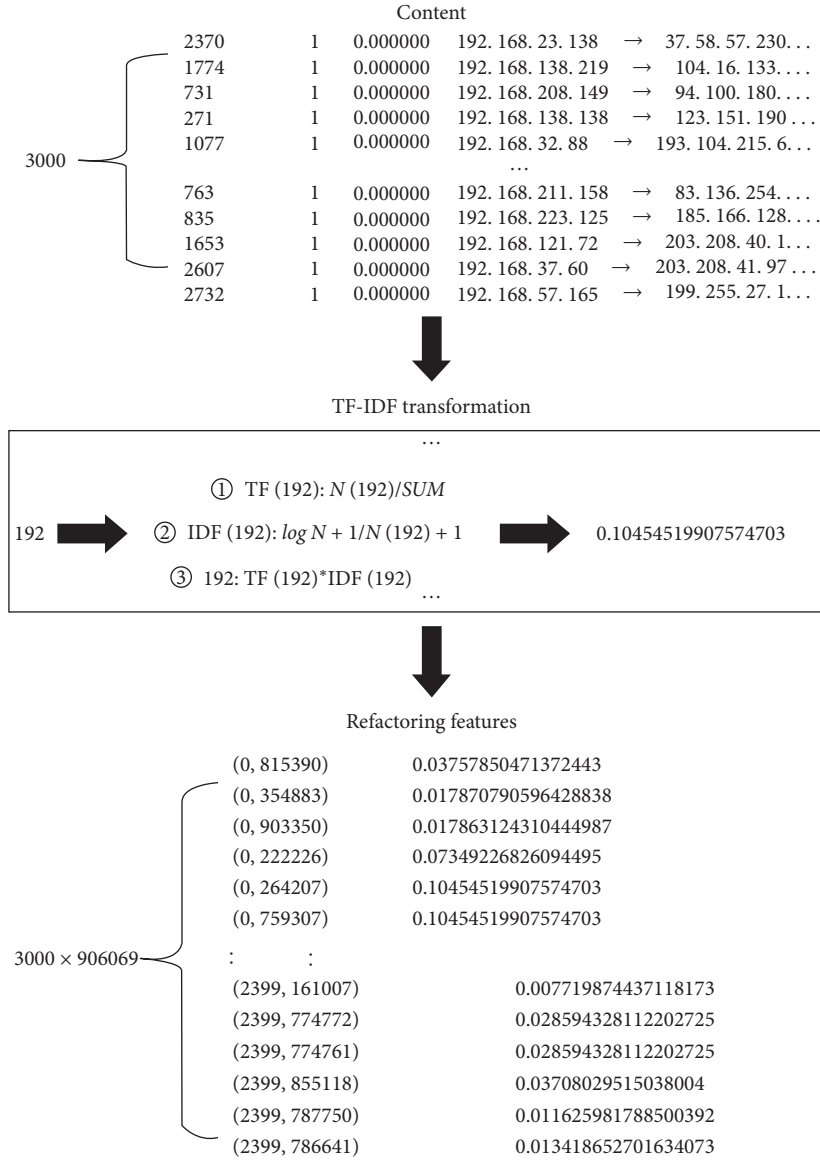 Content
2370 1 0.000000 192. 168. 23. 138 → 37. 58. 57. 230. . .
1774 1 0.000000 192. 168. 138. 219 → 104. 16. 133. . . .
731 1 0.000000 192. 168. 208. 149 → 94. 100. 180. . . .
271 1 0.000000 192. 168. 138. 138 → 123. 151. 190 . . .
1077 1 0.000000 192. 168. 32. 88 → 193. 104. 215. 6. . .
3000
...
763 1 0.000000 192. 168. 211. 158 → 83. 136. 254. . . .
835 1 0.000000 192. 168. 223. 125 → 185. 166. 128. . . .
1653 1 0.000000 192. 168. 121. 72 → 203. 208. 40. 1. . .
2607 1 0.000000 192. 168. 37. 60 → 203. 208. 41. 97 . . .
2732 1 0.000000 192. 168. 57. 165 → 199. 255. 27. 1. . .
TF-IDF transformation
...
① TF (192): N (192)/SUM
192 ② IDF (192): log N + 1/N (192) + 1 0.10454519907574703
③ 192: TF (192)*IDF (192)
...
Refactoring features
(0, 815390) 0.03757850471372443
(0, 354883) 0.017870790596428838
(0, 903350) 0.017863124310444987
(0, 222226) 0.07349226826094495
(0, 264207) 0.10454519907574703
(0, 759307) 0.10454519907574703
3000 × 906069 : :
(2399, 161007) 0.007719874437118173
(2399, 774772) 0.028594328112202725
(2399, 774761) 0.028594328112202725
(2399, 855118) 0.03708029515038004
(2399, 787750) 0.011625981788500392
(2399, 786641) 0.013418652701634073